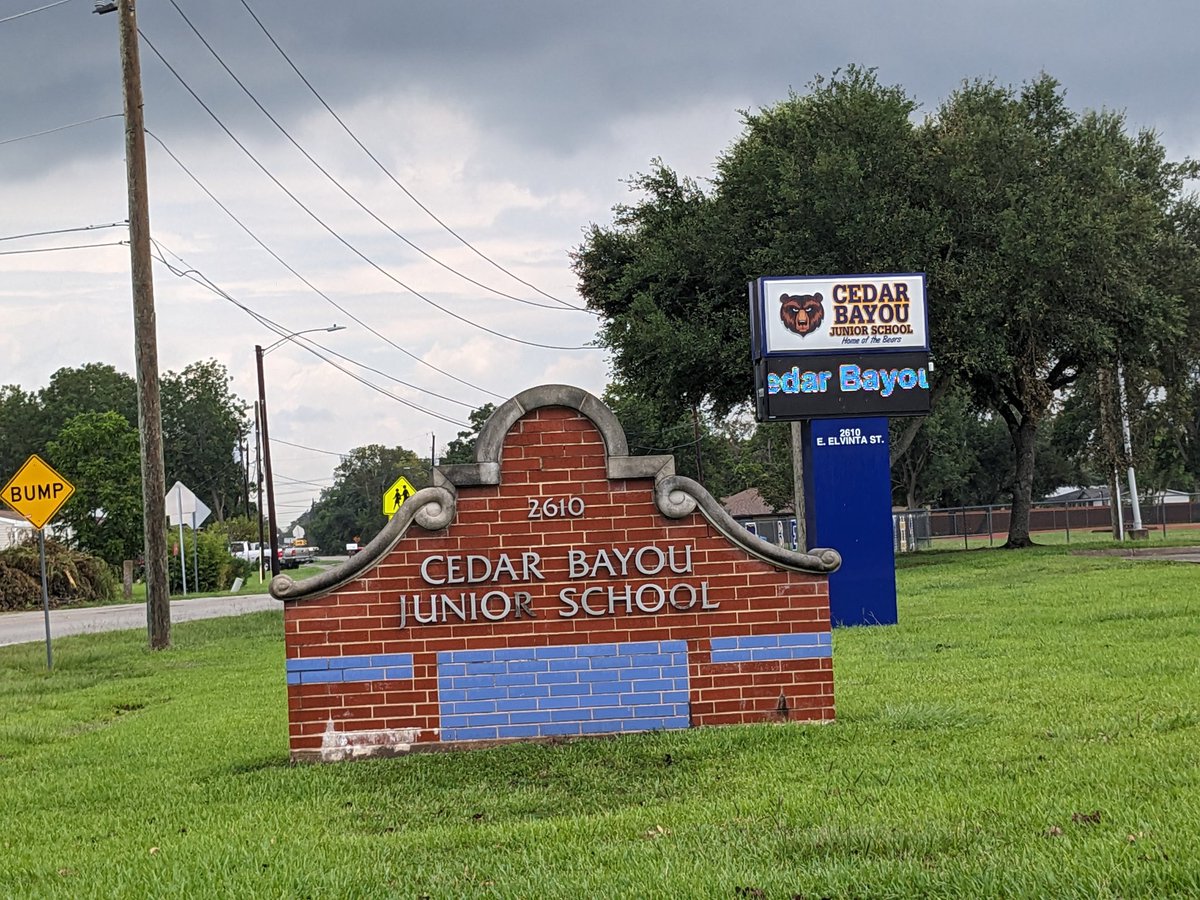 BUMP
2610
CEDAR BAYOU
JUNIOR SCHOOL
CEDAR
BAYOU
JUNIOR SCHOOL
Home of the Bears
edar Bayou
2610
E. ELVINTA ST.